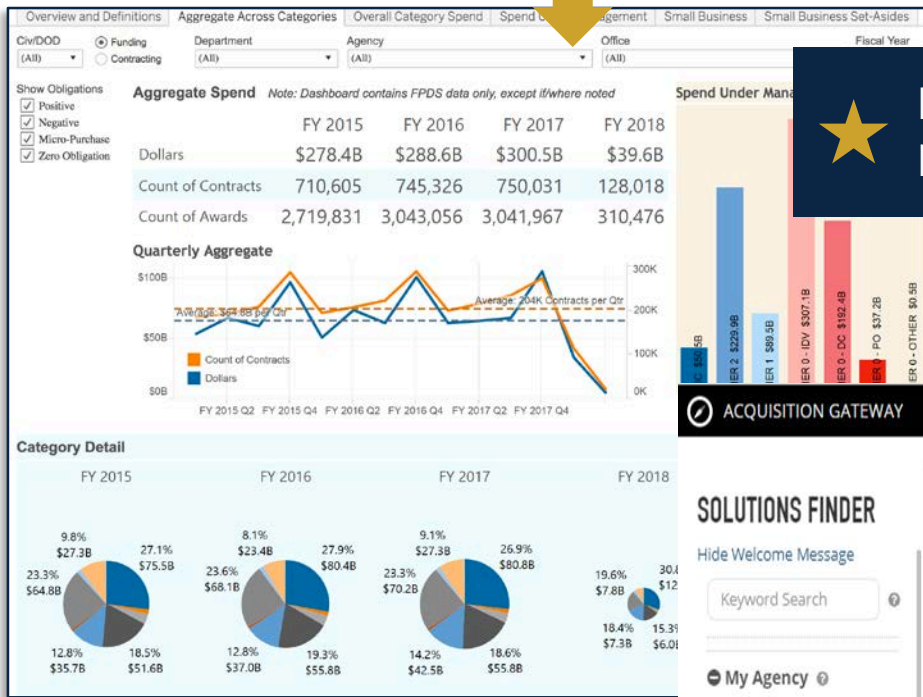 Overview and Definitions
Aggregate Across Categories
Overall Category Spend
Spend
Small Business
Small Business Set-Asides
Civ/DOD
Funding
Contracting
Department
Agency
Office
Fiscal Year
(All)
(All)
(All)
(All)
Show Obligations
Positive
Negative
Micro-Purchase
Zero Obligation
Aggregate Spend Note: Dashboard contains FPDS data only, except if/where noted
FY 2015 FY 2016 FY 2017 FY 2018
Dollars $278.4B $288.6B $300.5B $39.6B
Count of Contracts 710,605 745,326 750,031 128,018
Count of Awards 2,719,831 3,043,056 3,041,967 310,476
Quarterly Aggregate
$100B
$50B
$0B
300K
200K
100K
0K
Average: $64.8B per Qtr
Average: 204K Contracts per Qtr
Count of Contracts
Dollars
FY 2015 Q2 FY 2015 Q4 FY 2016 Q2 FY 2016 Q4 FY 2017 Q2 FY 2017 Q4
Spend Under
IER 2 $229.9B
IER 1 $89.5B
IER 0 - IDV $307.1B
IER 0 - DC $192.4B
ER 0 - PO $37.2B
ER 0 - OTHER $0.5B
ACQUISITION GATEWAY
SOLUTIONS FINDER
Hide Welcome Message
Keyword Search
My Agency
Category Detail
FY 2015 FY 2016 FY 2017 FY 2018
9.8%
$27.3B
27.1%
$75.5B
23.3%
$64.8B
12.8%
$35.7B
18.5%
$51.6B
8.1%
$23.4B
27.9%
$80.4B
23.6%
$68.1B
12.8%
$37.0B
19.3%
$55.8B
9.1%
$27.3B
26.9%
$80.8B
23.3%
$70.2B
14.2%
$42.5B
18.6%
$55.8B
19.6%
$7.8B
18.4%
$7.3B